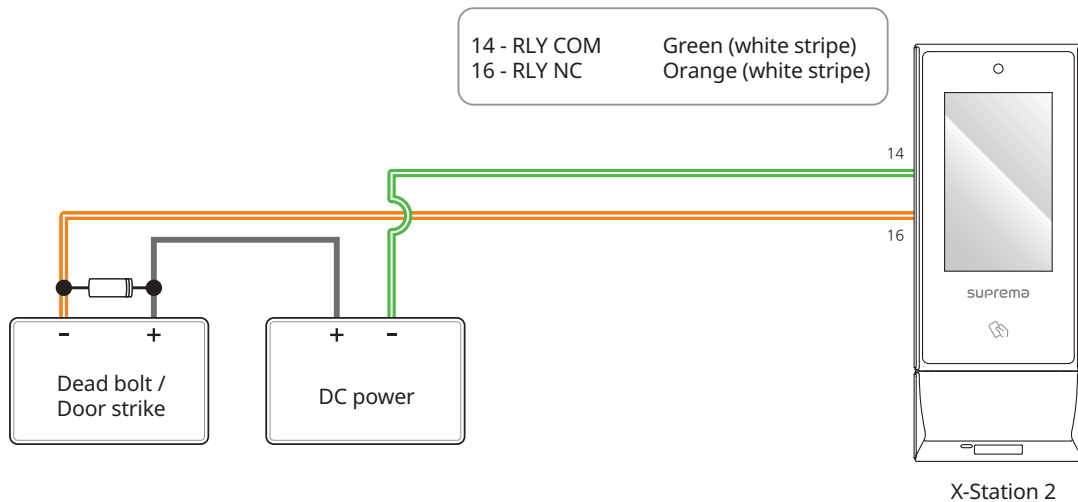 14 - RLY COM Green (white stripe)
16 - RLY NC Orange (white stripe)
14
16
suprema
- +
Dead bolt /
Door strike
+ -
DC power
X-Station 2